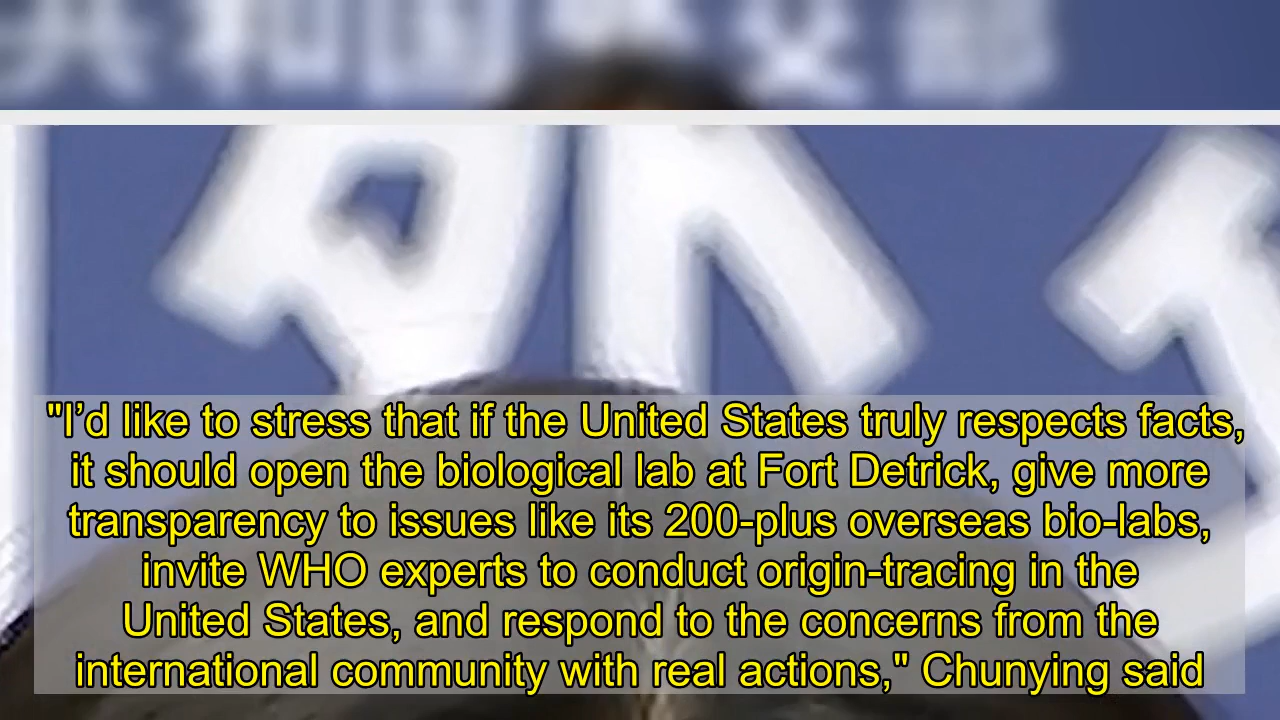 "I’d like to stress that if the United States truly respects facts,
it should open the biological lab at Fort Detrick, give more
transparency to issues like its 200-plus overseas bio-labs,
invite WHO experts to conduct origin-tracing in the
United States, and respond to the concerns from the
international community with real actions," Chunying said